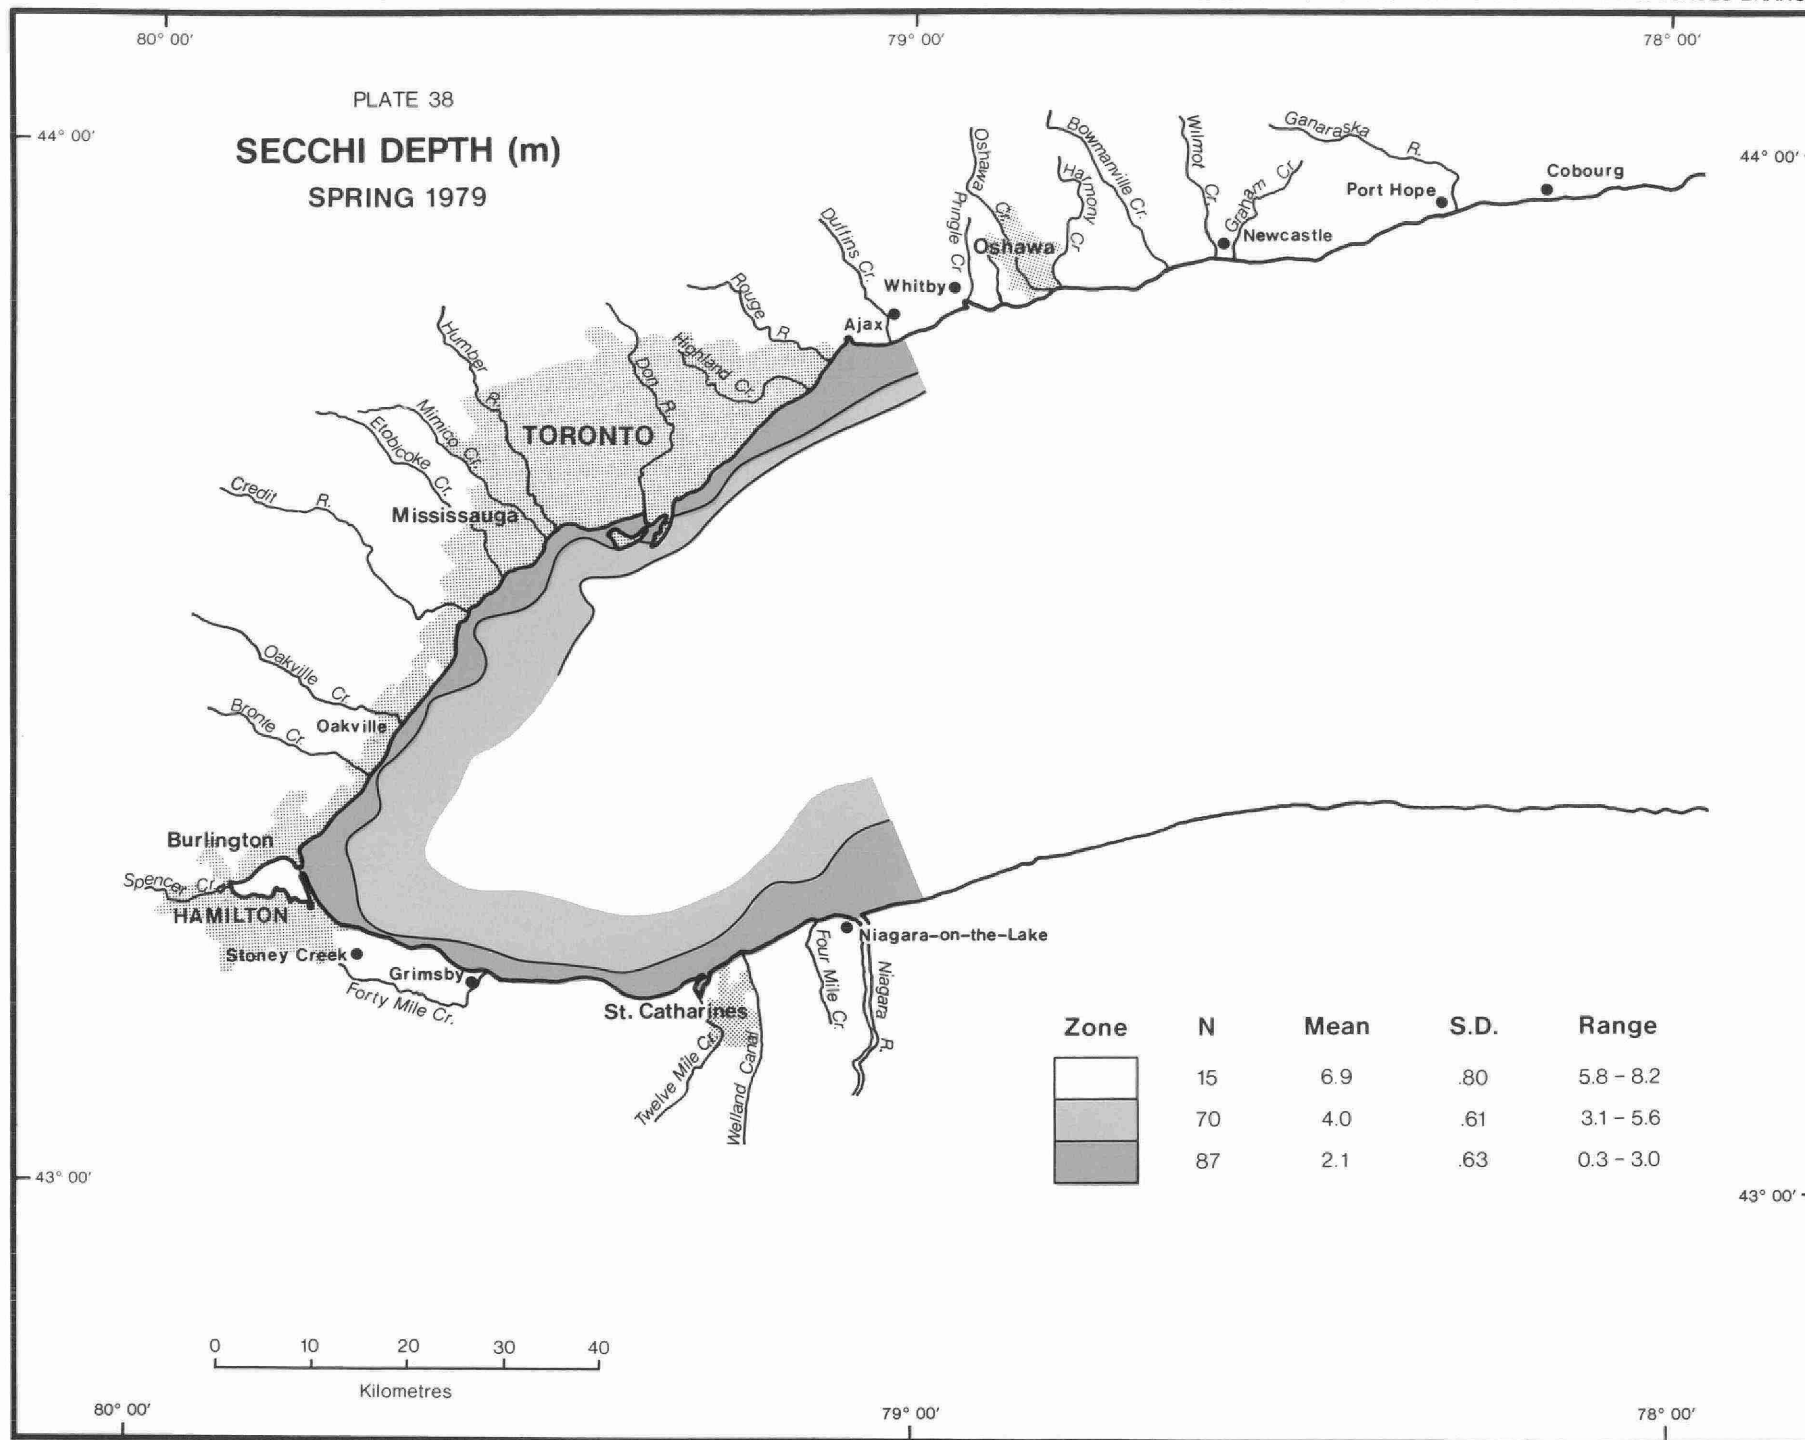 80° 00'
79° 00'
78° 00'
PLATE 38
44° 00'
SECCHI DEPTH (m)
SPRING 1979
44° 00'
Ganaraska R.
Cobourg
Port Hope
Wilmot Cr.
Graham Cr.
Newcastle
Bowmanville Cr.
Harmony Cr.
Oshawa Cr.
Oshawa
Pringle Cr.
Whitby
Duffins Cr.
Ajax
Rouge R.
Highland Cr.
Don R.
Humber R.
TORONTO
Mimico Cr.
Etobicoke Cr.
Mississauga
Credit R.
Oakville Cr.
Oakville
Bronte Cr.
Burlington
Spencer Cr.
HAMILTON
Stoney Creek
Grimsby
Forty Mile Cr.
St. Catharines
Twelve Mile Cr.
Welland Canal
Four Mile Cr.
Niagara-on-the-Lake
Niagara R.
Zone N Mean S.D. Range
15 6.9 .80 5.8 – 8.2
70 4.0 .61 3.1 – 5.6
87 2.1 .63 0.3 – 3.0
43° 00'
43° 00'
0 10 20 30 40
Kilometres
80° 00'
79° 00'
78° 00'